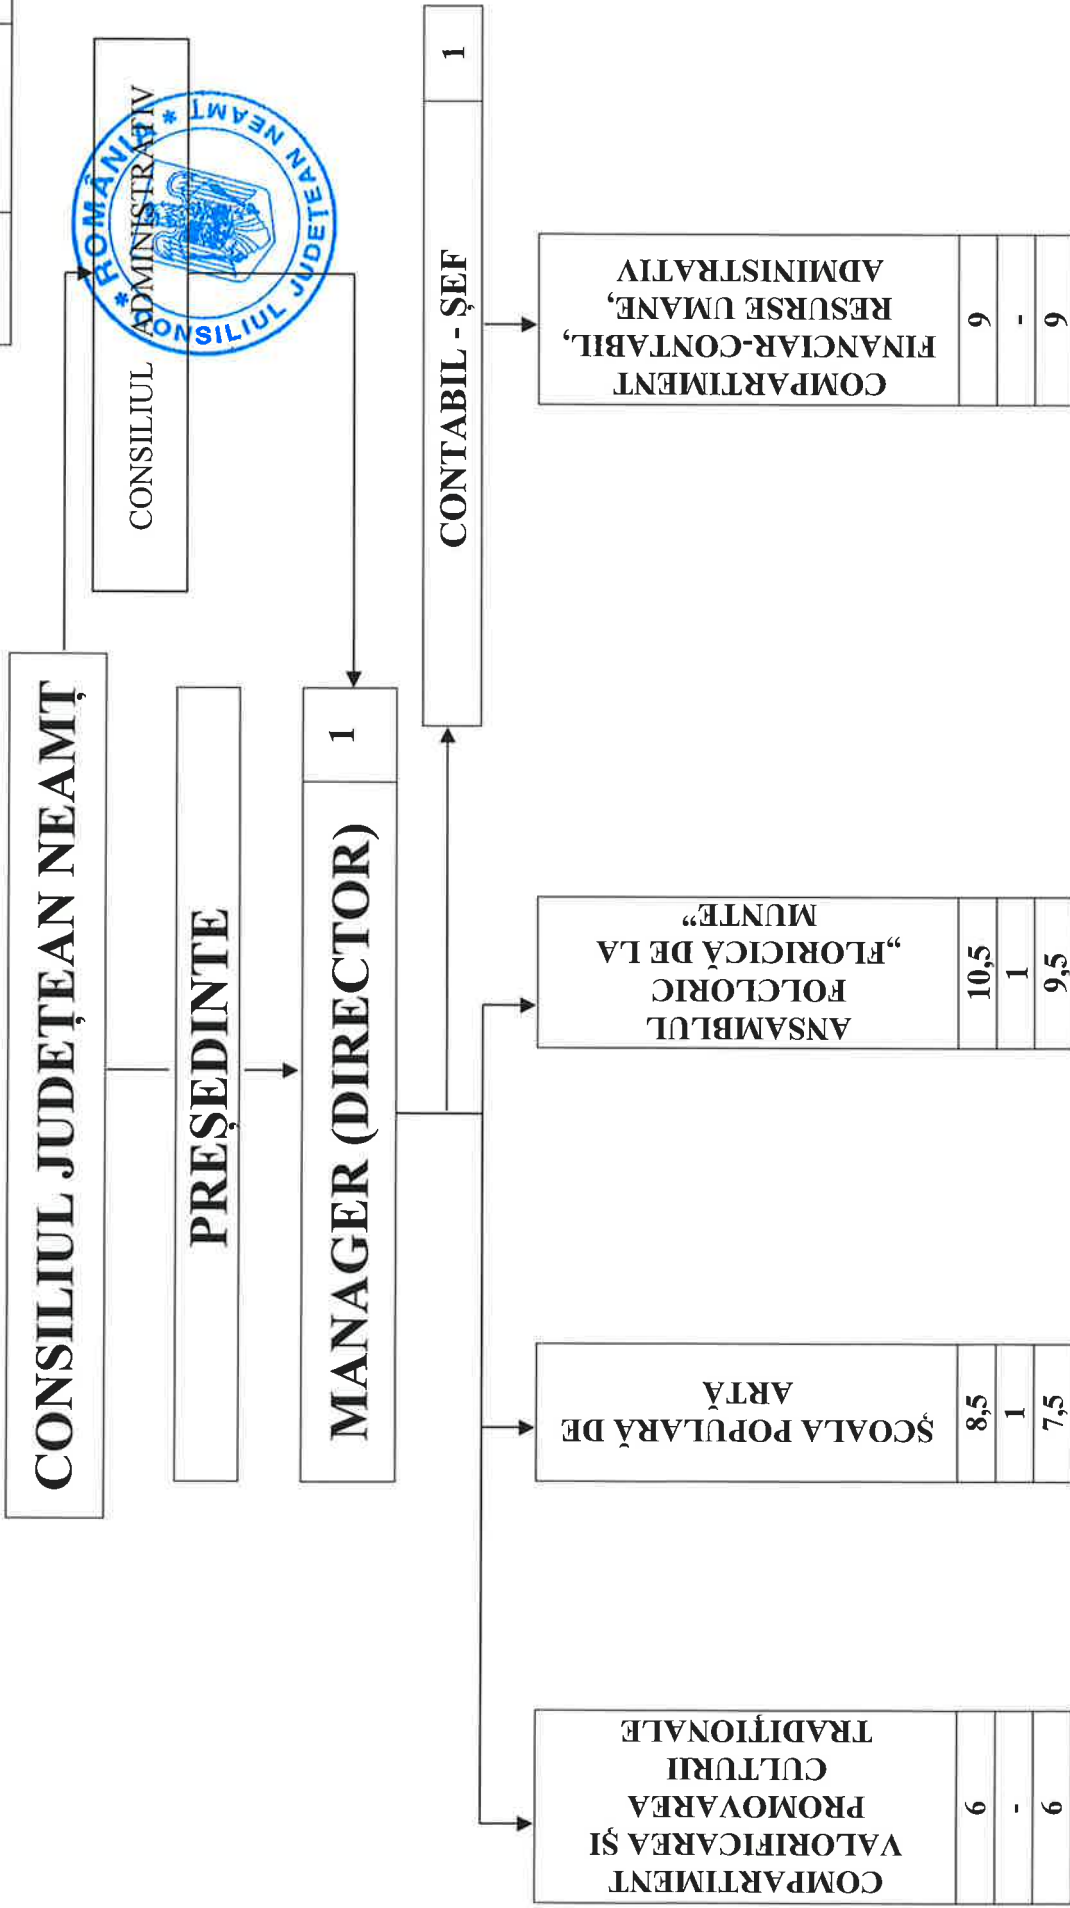 CONSILIUL JUDEȚEAN NEAMȚ
CONSILIUL ADMINISTRATIV
* ROMÂNIA *
CONSILIUL JUDEȚEAN NEAMȚ
PREȘEDINTE
MANAGER (DIRECTOR)
1
CONTABIL - ȘEF
1
COMPARTIMENT
VALORIFICAREA ȘI
PROMOVAREA
CULTURII
TRADIȚIONALE
6
-
6
ȘCOALA POPULARĂ DE
ARTĂ
8,5
1
7,5
ANSAMBLUL
FOLCLORIC
„FLORICICĂ DE LA
MUNTE”
10,5
1
9,5
COMPARTIMENT
FINANCIAR-CONTABIL,
RESURSE UMANE,
ADMINISTRATIV
9
-
9